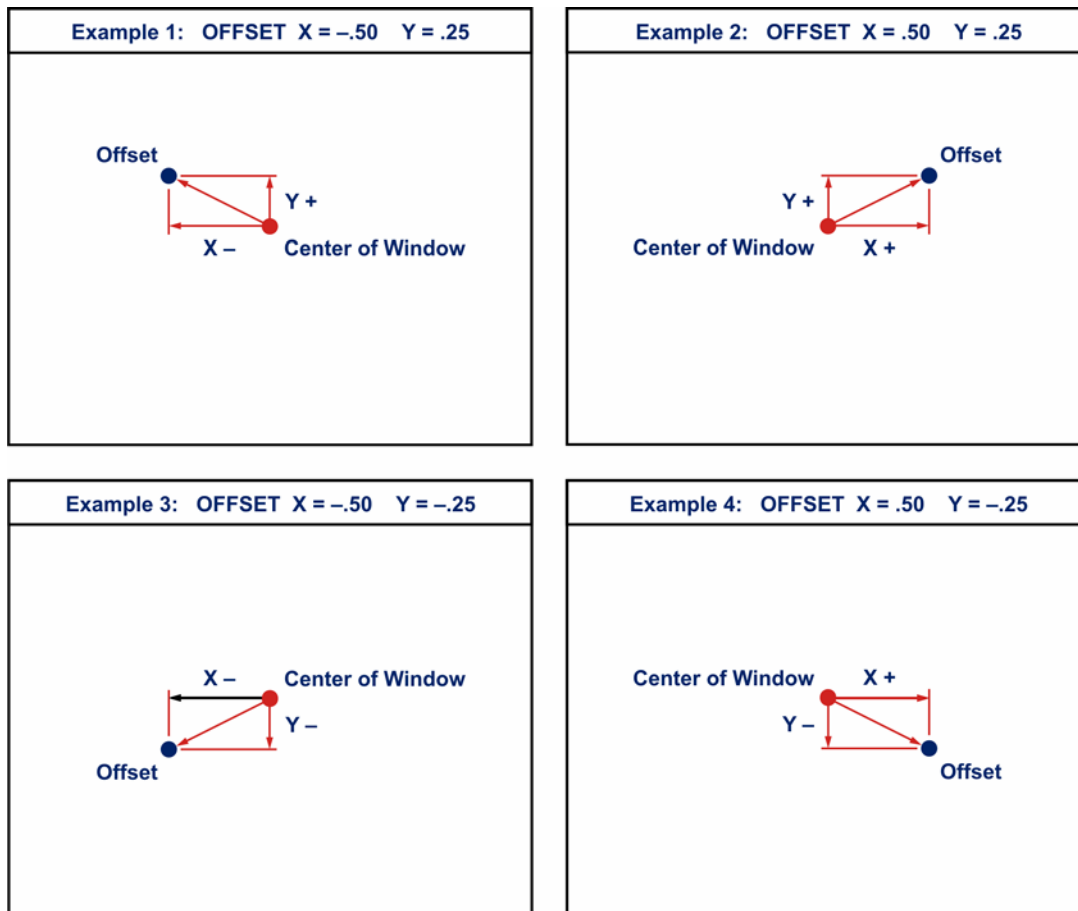 Example 1: OFFSET X = –.50 Y = .25
Offset
Y +
X –
Center of Window
Example 2: OFFSET X = .50 Y = .25
Offset
Y +
Center of Window
X +
Example 3: OFFSET X = –.50 Y = –.25
X –
Center of Window
Y –
Offset
Example 4: OFFSET X = .50 Y = –.25
Center of Window
X +
Y –
Offset